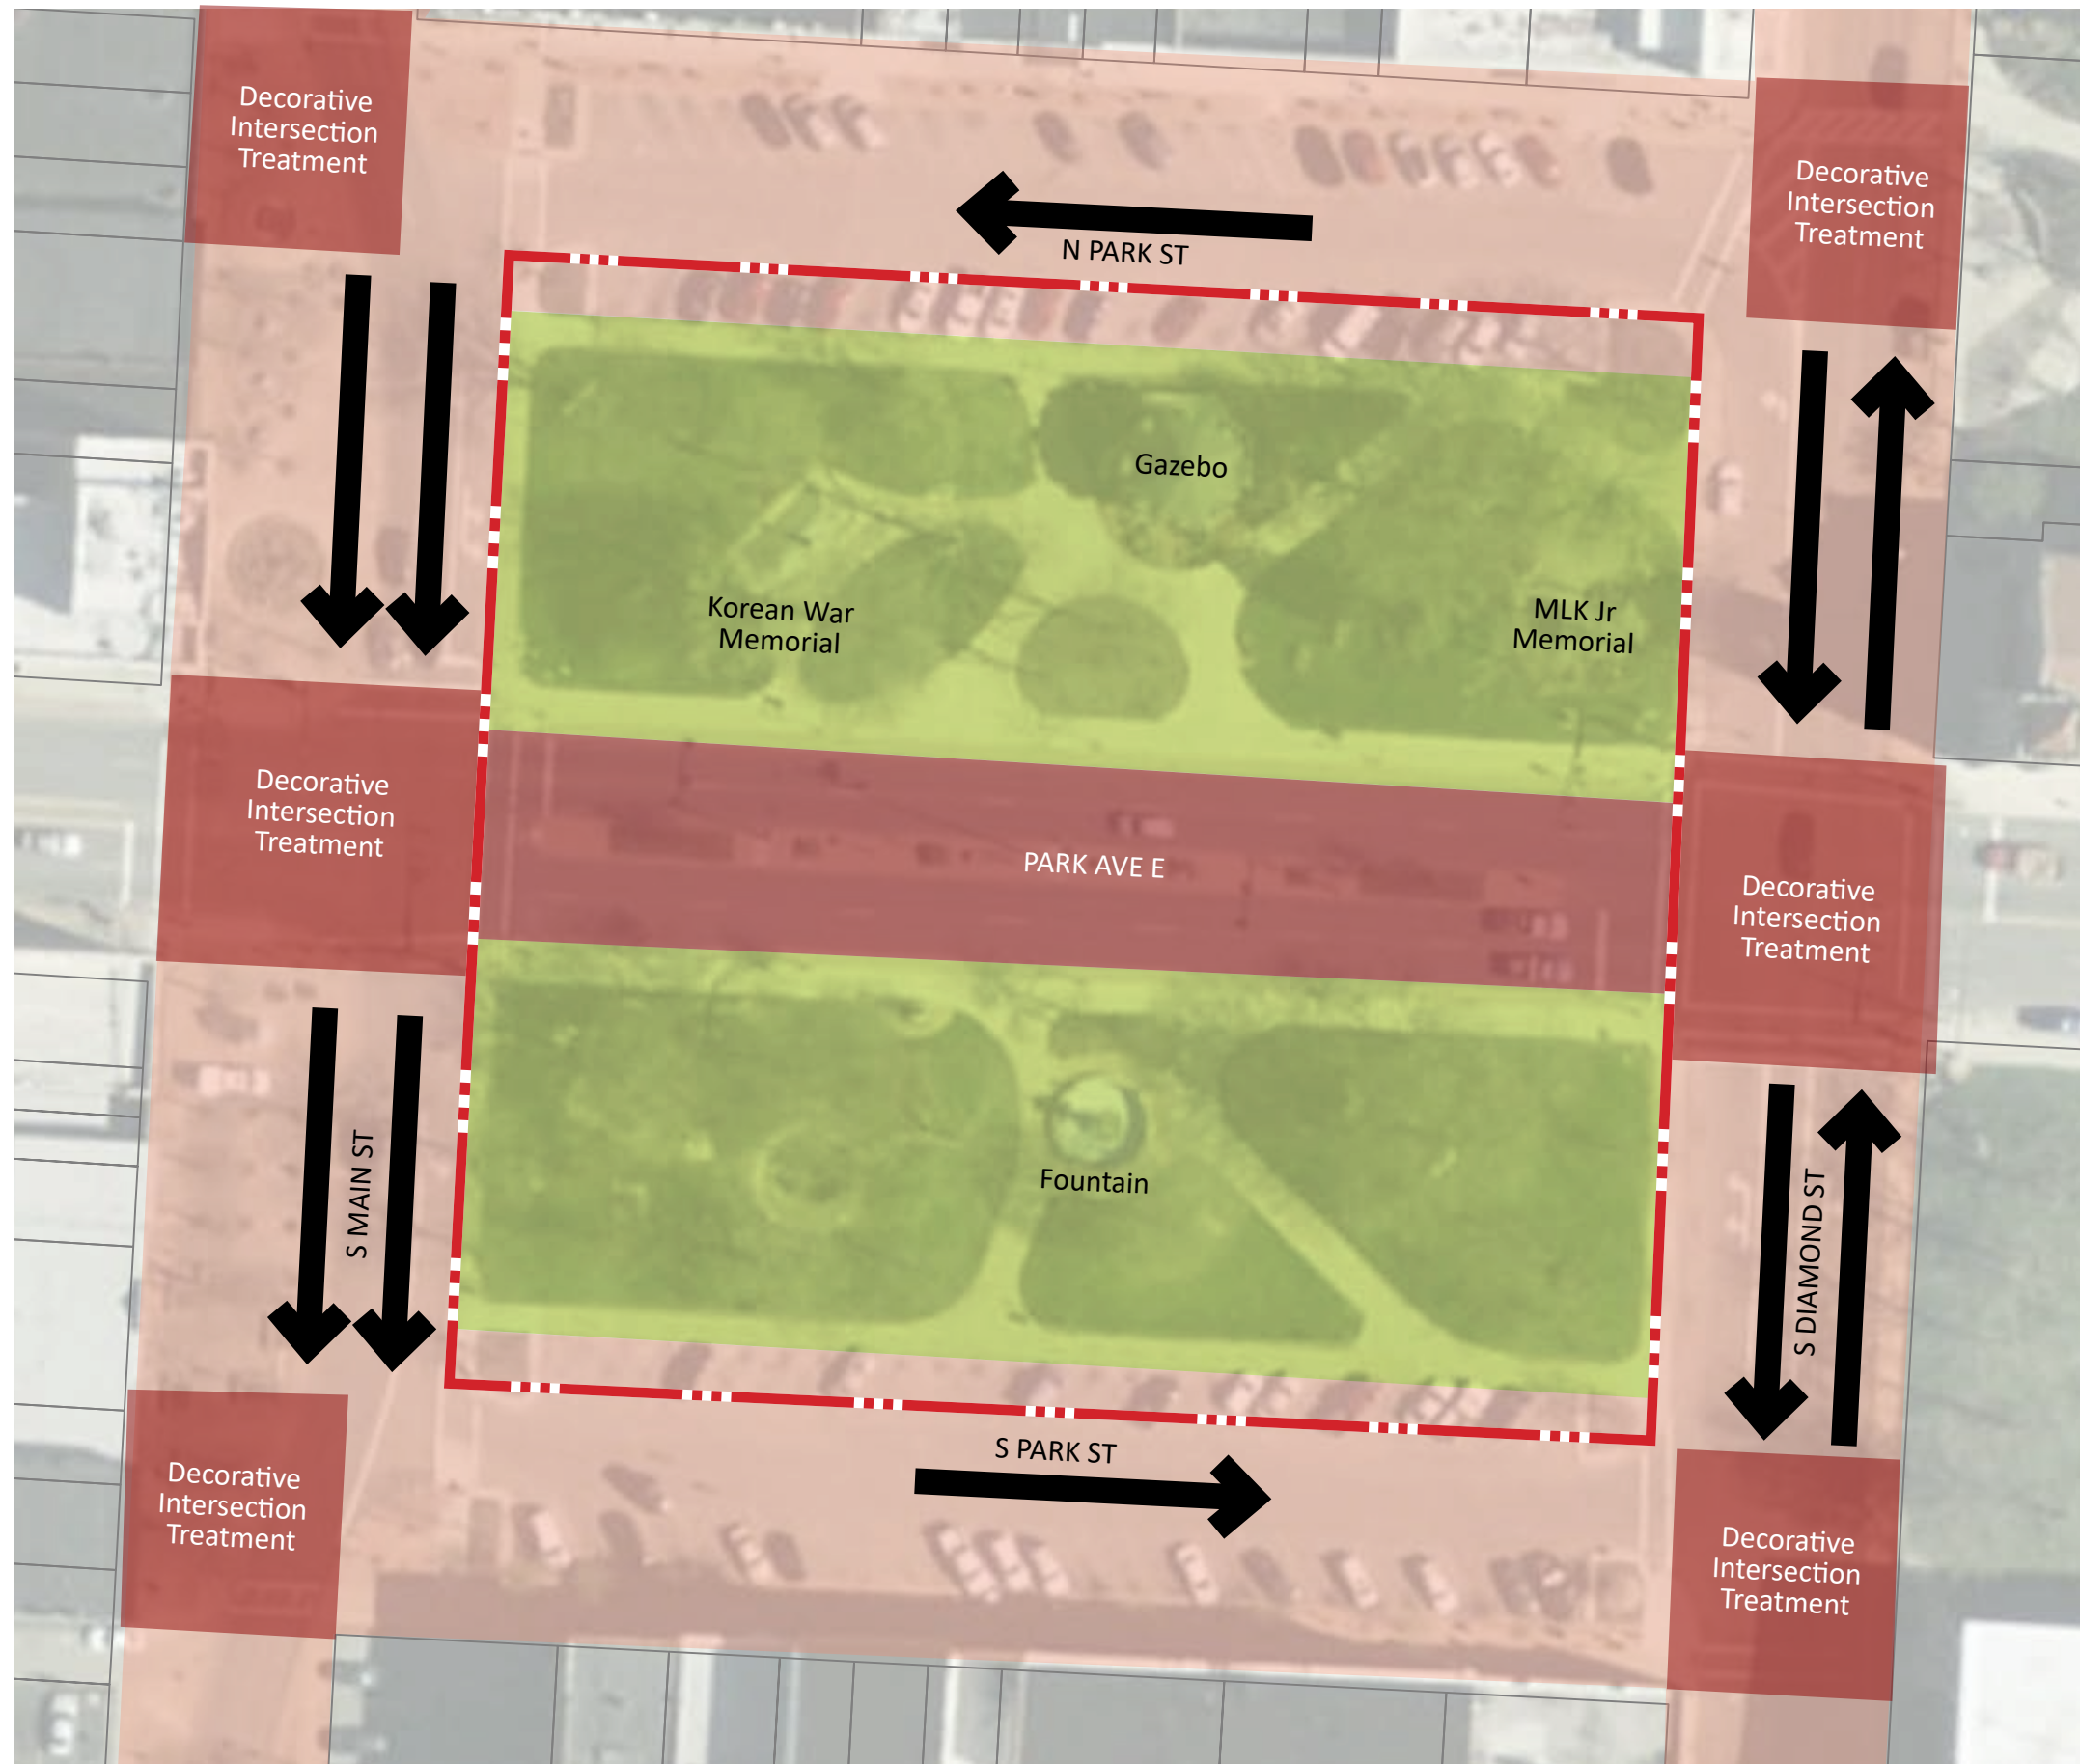 Decorative
Intersection
Treatment
Decorative
Intersection
Treatment
N PARK ST
Gazebo
Korean War
Memorial
MLK Jr
Memorial
Decorative
Intersection
Treatment
PARK AVE E
Decorative
Intersection
Treatment
S MAIN ST
Fountain
S DIAMOND ST
S PARK ST
Decorative
Intersection
Treatment
Decorative
Intersection
Treatment